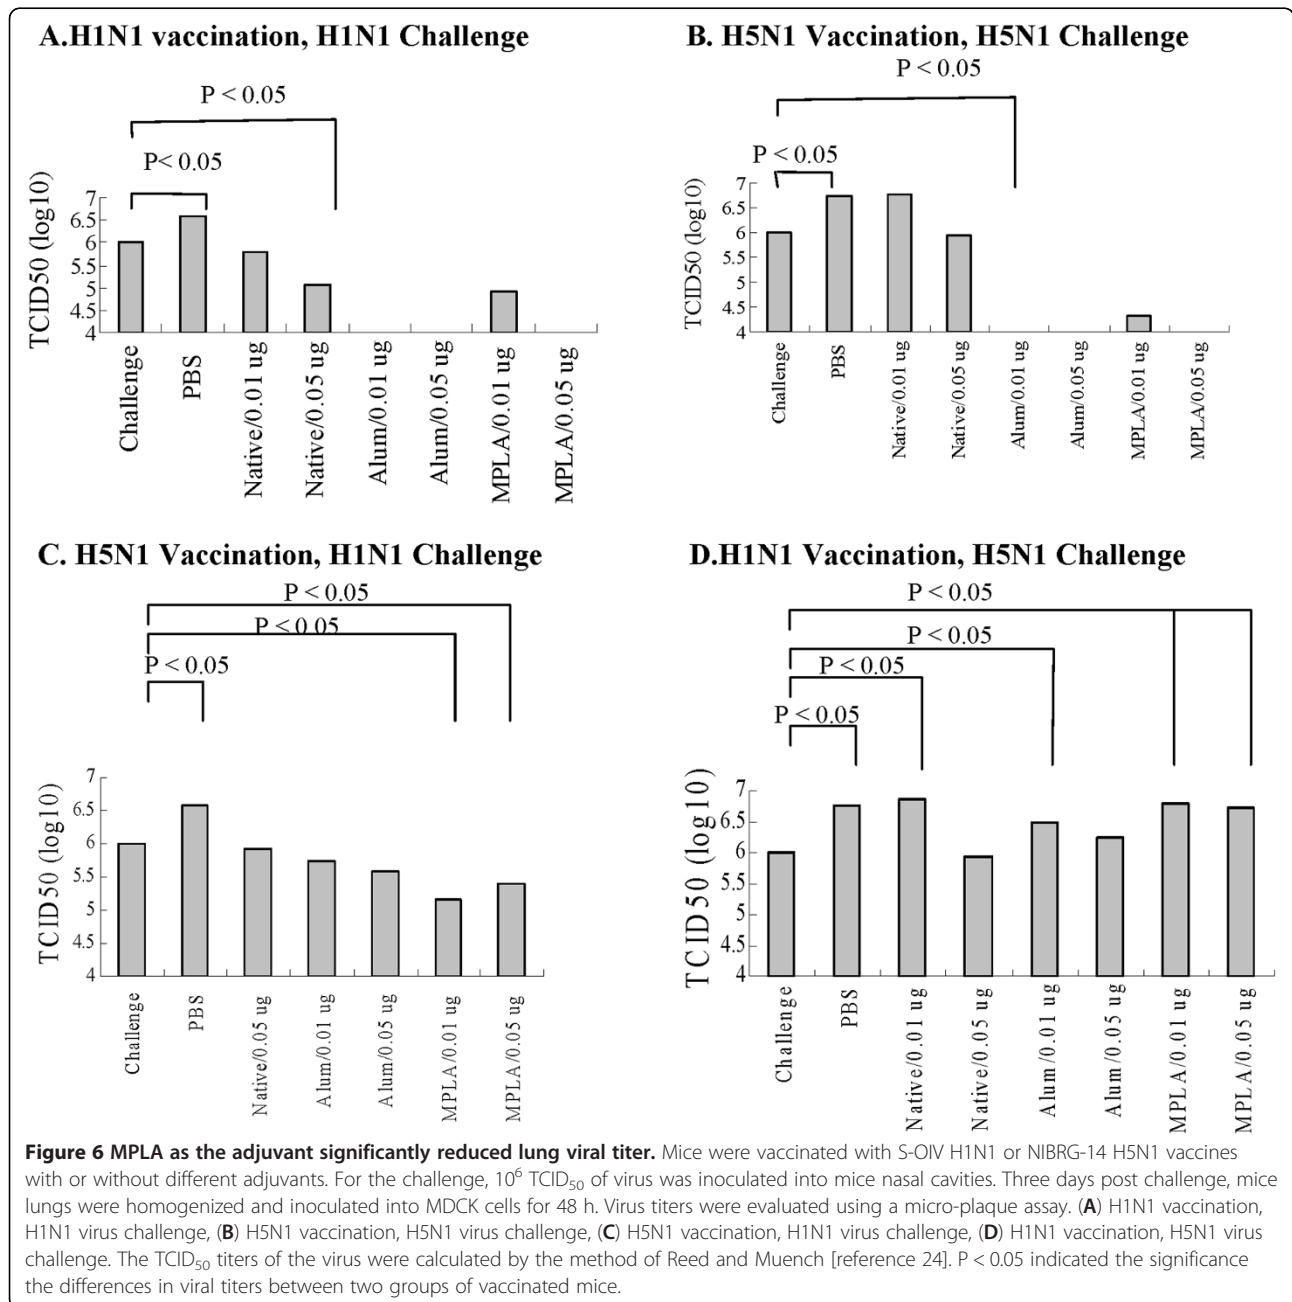 A.H1N1 vaccination, H1N1 Challenge
P < 0.05
P< 0.05
TCID50 (log10)
7
6.5
6
5.5
5
4.5
4
Challenge
PBS
Native/0.01 ug
Native/0.05 ug
Alum/0.01 ug
Alum/0.05 ug
MPLA/0.01 ug
MPLA/0.05 ug
B. H5N1 Vaccination, H5N1 Challenge
P < 0.05
P < 0.05
TCID50 (log10)
7
6.5
6
5.5
5
4.5
4
Challenge
PBS
Native/0.01 ug
Native/0.05 ug
Alum/0.01 ug
Alum/0.05 ug
MPLA/0.01 ug
MPLA/0.05 ug
C. H5N1 Vaccination, H1N1 Challenge
P < 0.05
P < 0.05
P < 0.05
TCID50 (log10)
7
6.5
6
5.5
5
4.5
4
Challenge
PBS
Native/0.05 ug
Alum/0.01 ug
Alum/0.05 ug
MPLA/0.01 ug
MPLA/0.05 ug
D.H1N1 Vaccination, H5N1 Challenge
P < 0.05
P < 0.05
P < 0.05
P < 0.05
TCID50 (log10)
7
6.5
6
5.5
5
4.5
4
Challenge
PBS
Native/0.01 ug
Native/0.05 ug
Alum/0.01 ug
Alum/0.05 ug
MPLA/0.01 ug
MPLA/0.05 ug
Figure 6 MPLA as the adjuvant significantly reduced lung viral titer. Mice were vaccinated with S-OIV H1N1 or NIBRG-14 H5N1 vaccines
with or without different adjuvants. For the challenge, 10⁶ TCID₅₀ of virus was inoculated into mice nasal cavities. Three days post challenge, mice
lungs were homogenized and inoculated into MDCK cells for 48 h. Virus titers were evaluated using a micro-plaque assay. (A) H1N1 vaccination,
H1N1 virus challenge, (B) H5N1 vaccination, H5N1 virus challenge, (C) H5N1 vaccination, H1N1 virus challenge, (D) H1N1 vaccination, H5N1 virus
challenge. The TCID₅₀ titers of the virus were calculated by the method of Reed and Muench [reference 24]. P < 0.05 indicated the significance
the differences in viral titers between two groups of vaccinated mice.